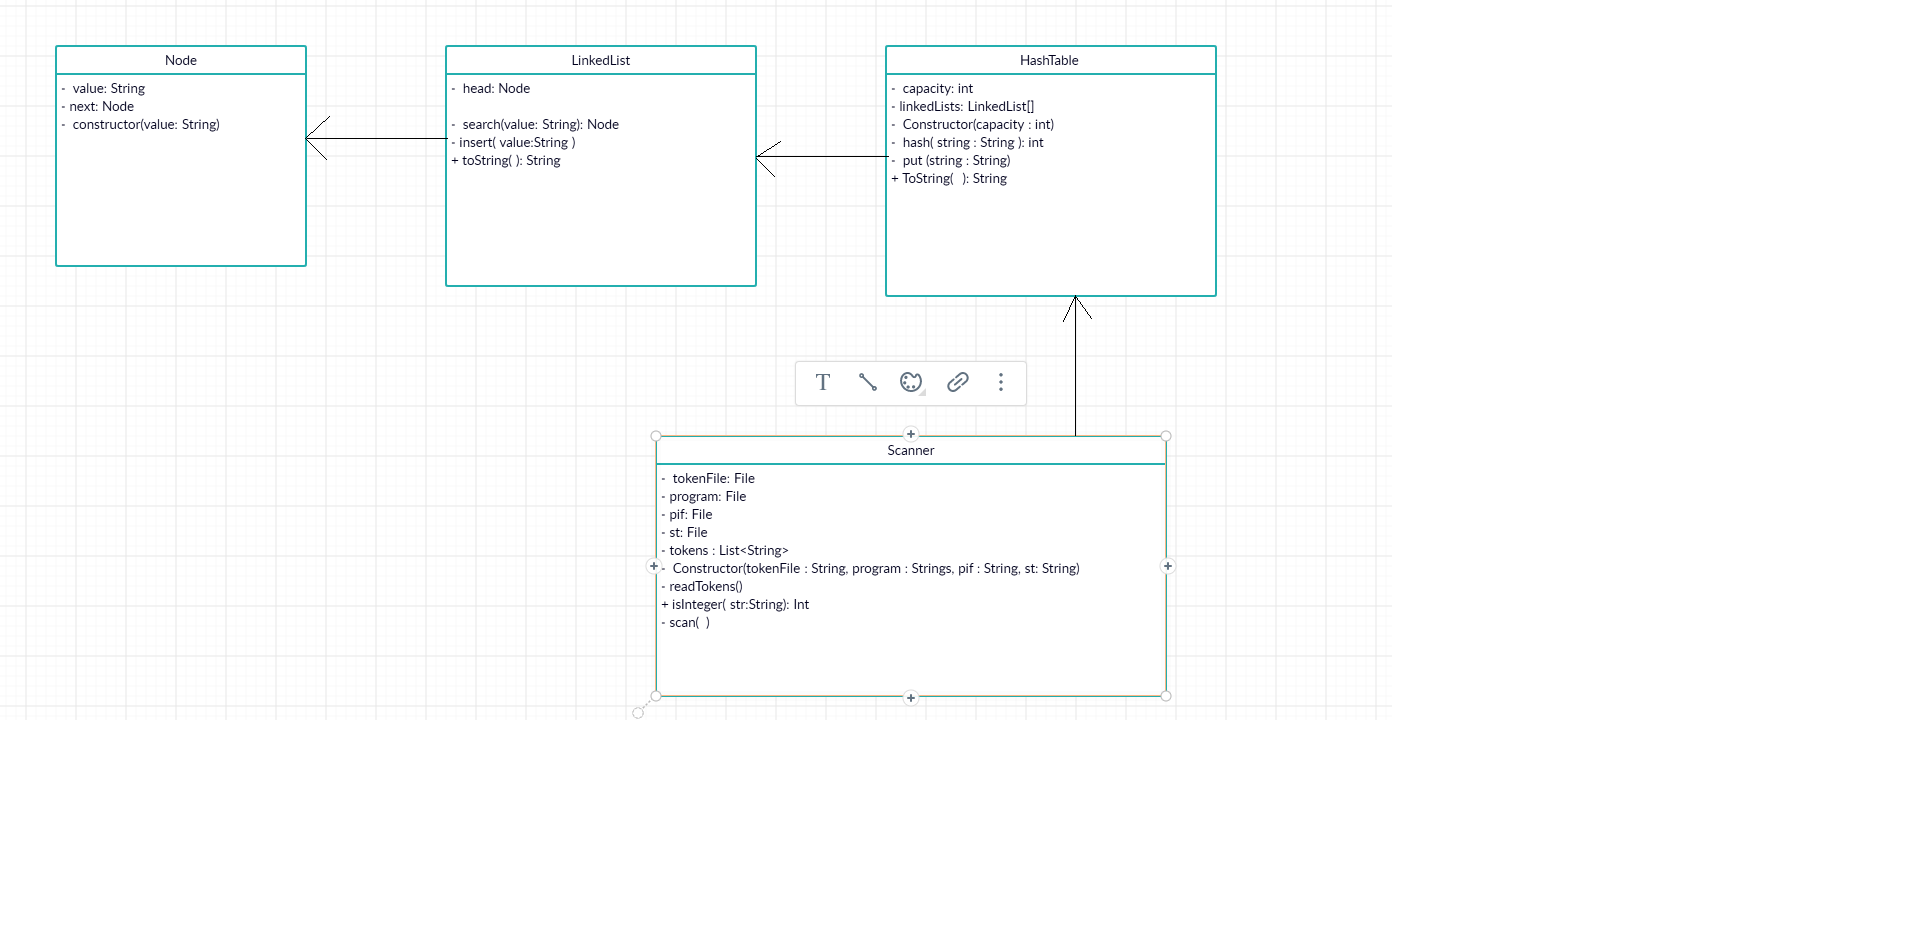 Node
- value: String
- next: Node
- constructor(value: String)
LinkedList
- head: Node
- search(value: String): Node
- insert( value:String )
+ toString( ): String
HashTable
- capacity: int
- linkedLists: LinkedList[]
- Constructor(capacity : int)
- hash( string : String ): int
- put (string : String)
+ ToString(  ): String
T
Scanner
- tokenFile: File
- program: File
- pif: File
- st: File
- tokens : List<String>
- Constructor(tokenFile : String, program : Strings, pif : String, st: String)
- readTokens()
+ isInteger( str:String): Int
- scan(  )